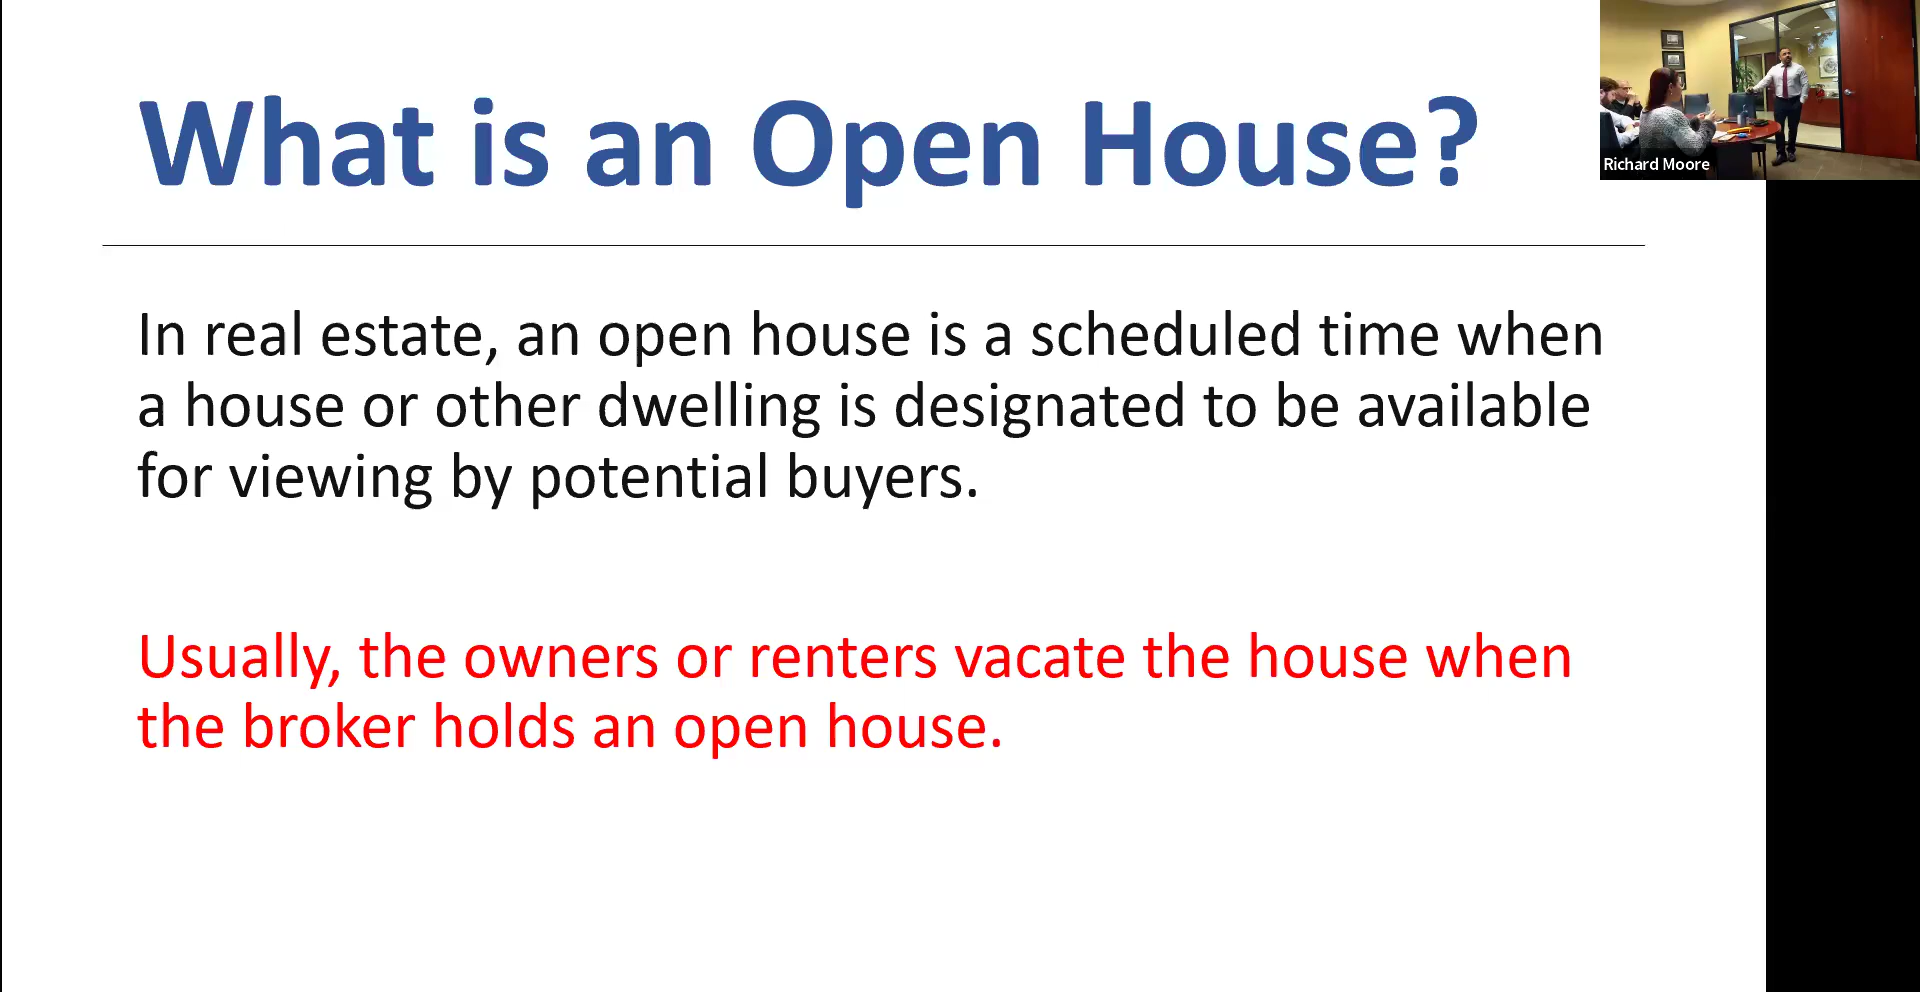 What is an Open House?
Richard Moore
In real estate, an open house is a scheduled time when
a house or other dwelling is designated to be available
for viewing by potential buyers.
Usually, the owners or renters vacate the house when
the broker holds an open house.